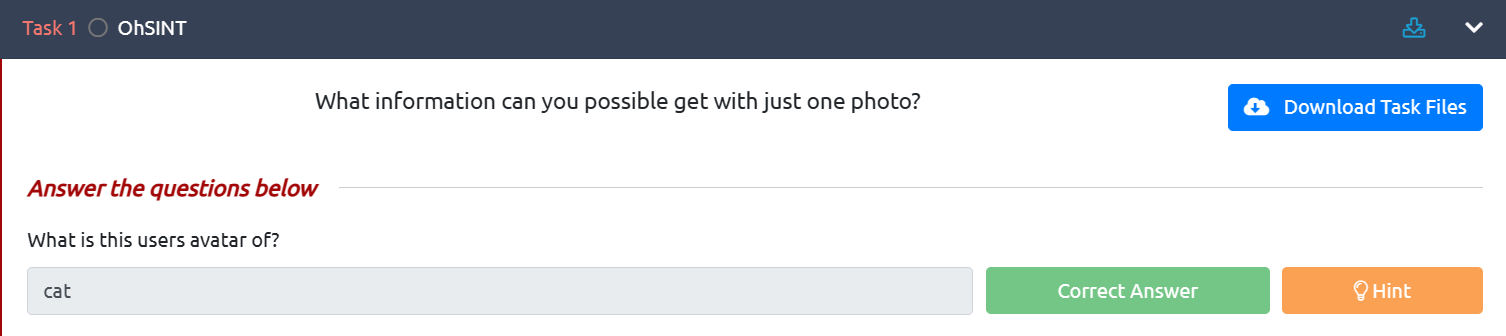 Task 1 OhSINT
What information can you possible get with just one photo?
Download Task Files
Answer the questions below
What is this users avatar of?
cat
Correct Answer
Hint